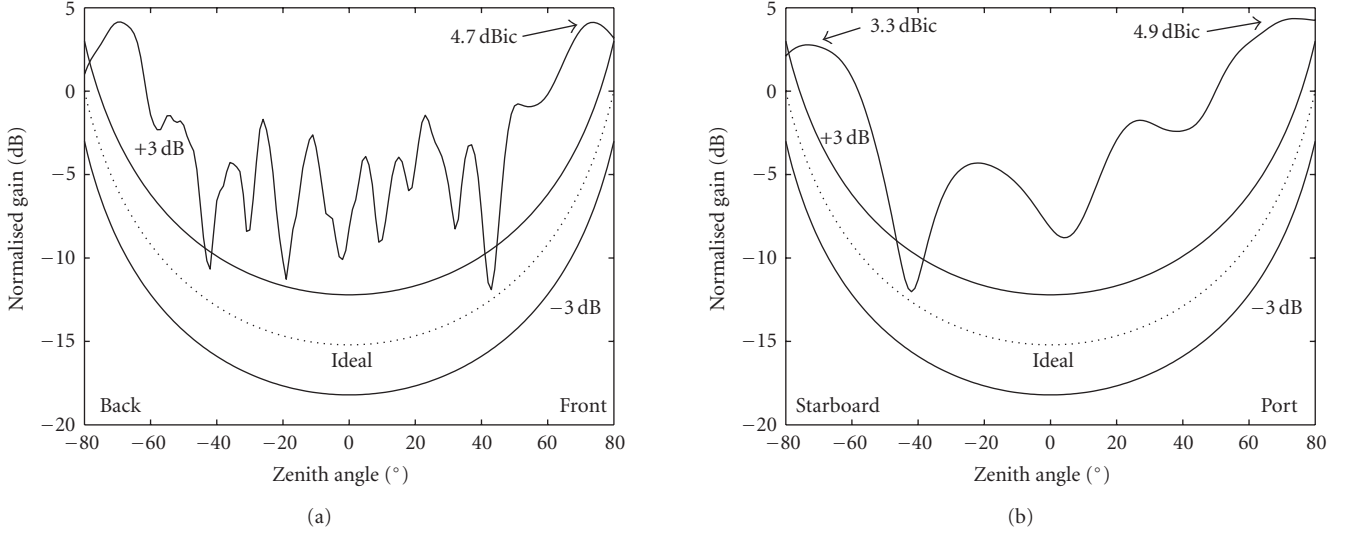 5
0
−5
−10
−15
−20
Normalised gain (dB)
4.7 dBic
+3 dB
−3 dB
Ideal
Back
Front
−80
−60
−40
−20
0
20
40
60
80
Zenith angle (°)
(a)
5
0
−5
−10
−15
−20
Normalised gain (dB)
3.3 dBic
4.9 dBic
+3 dB
−3 dB
Ideal
Starboard
Port
−80
−60
−40
−20
0
20
40
60
80
Zenith angle (°)
(b)